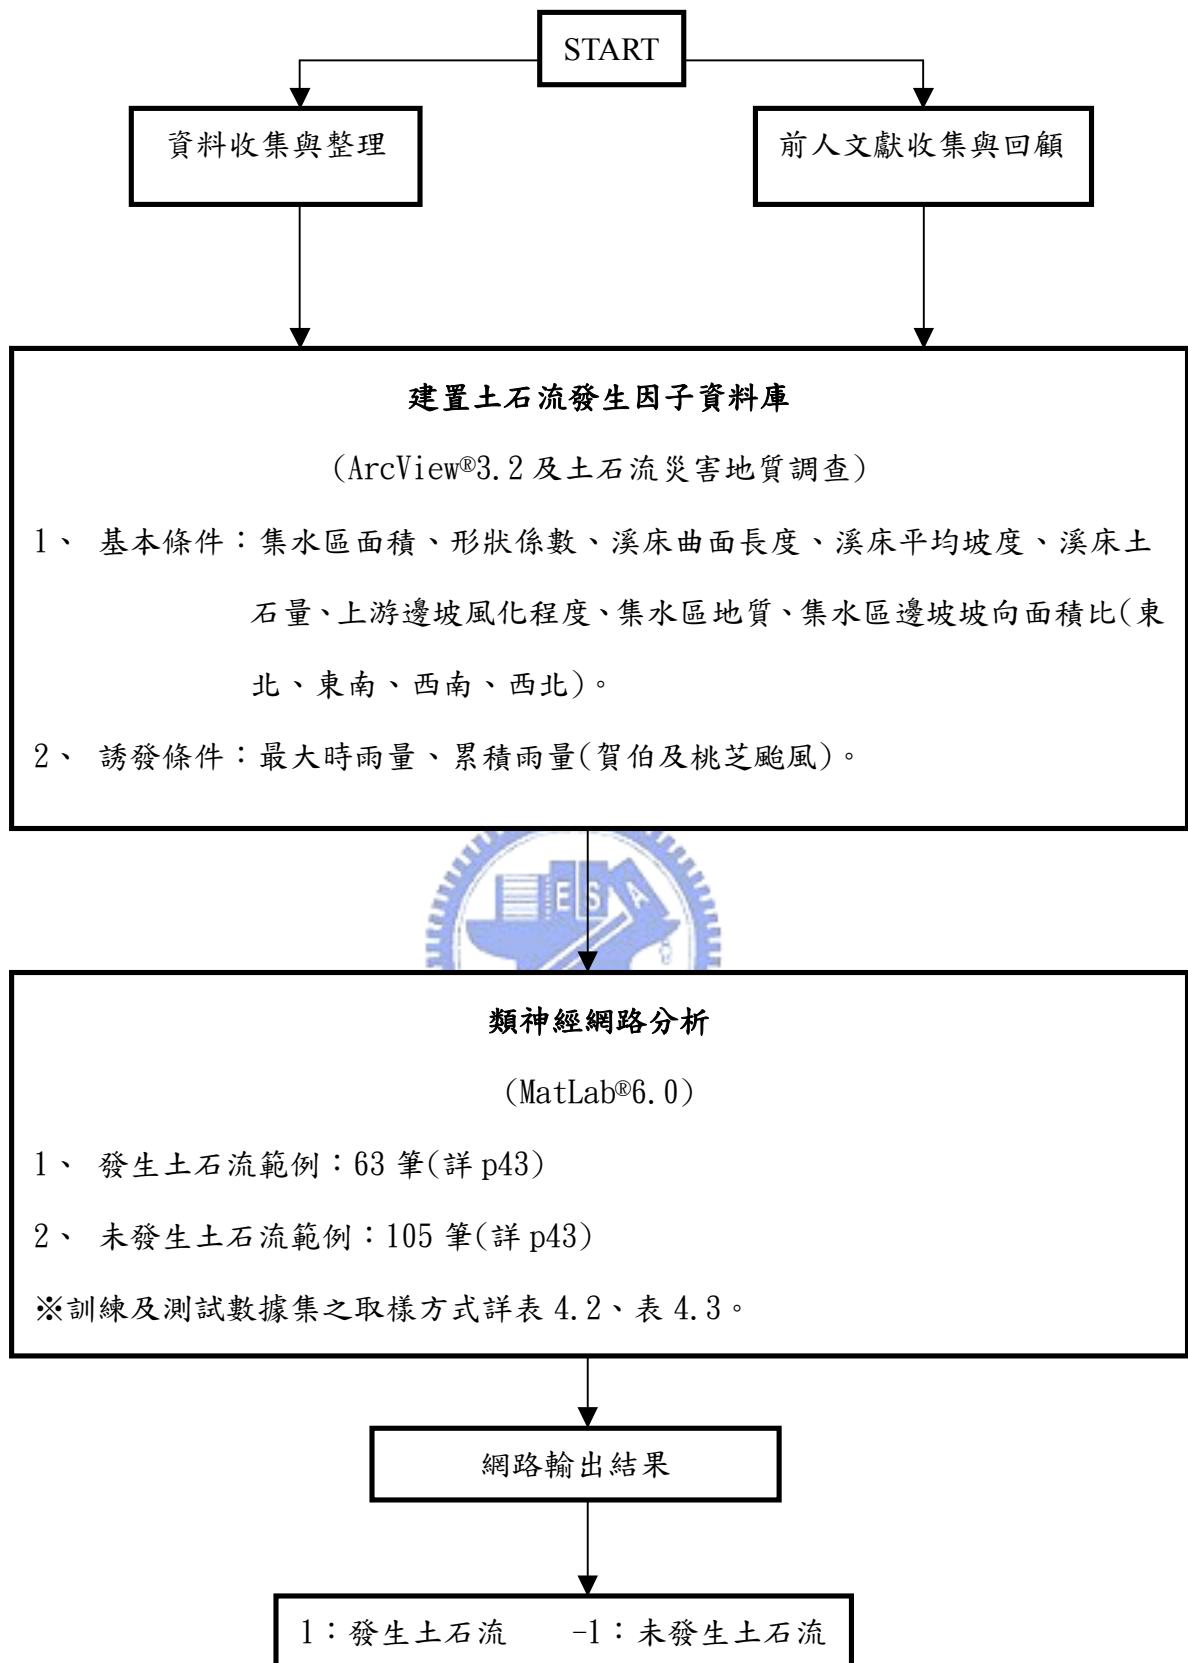 START
資料收集與整理
前人文獻收集與回顧
建置土石流發生因子資料庫
(ArcView®3.2 及土石流災害地質調查)
1、 基本條件：集水區面積、形狀係數、溪床曲面長度、溪床平均坡度、溪床土
石量、上游邊坡風化程度、集水區地質、集水區邊坡坡向面積比(東
北、東南、西南、西北)。
2、 誘發條件：最大時雨量、累積雨量(賀伯及桃芝颱風)。
ESA
類神經網路分析
(MatLab®6.0)
1、 發生土石流範例：63 筆(詳 p43)
2、 未發生土石流範例：105 筆(詳 p43)
※訓練及測試數據集之取樣方式詳表 4.2、表 4.3。
網路輸出結果
1：發生土石流 -1：未發生土石流